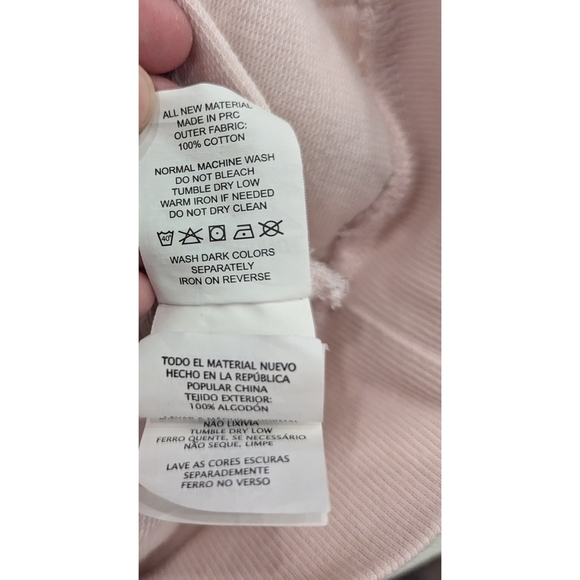 ALL NEW MATERIAL
MADE IN PRC
OUTER FABRIC:
100% COTTON
NORMAL MACHINE WASH
DO NOT BLEACH
TUMBLE DRY LOW
WARM IRON IF NEEDED
DO NOT DRY CLEAN
40°
WASH DARK COLORS
SEPARATELY
IRON ON REVERSE
TODO EL MATERIAL NUEVO
HECHO EN LA REPÚBLICA
POPULAR CHINA
TEJIDO EXTERIOR:
100% ALGODÓN
NÃO LIXIVIA
TUMBLE DRY LOW
FERRO QUENTE, SE NECESSÁRIO
NÃO SEQUE, LIMPE
LAVE AS CORES ESCURAS
SEPARADEMENTE
FERRO NO VERSO